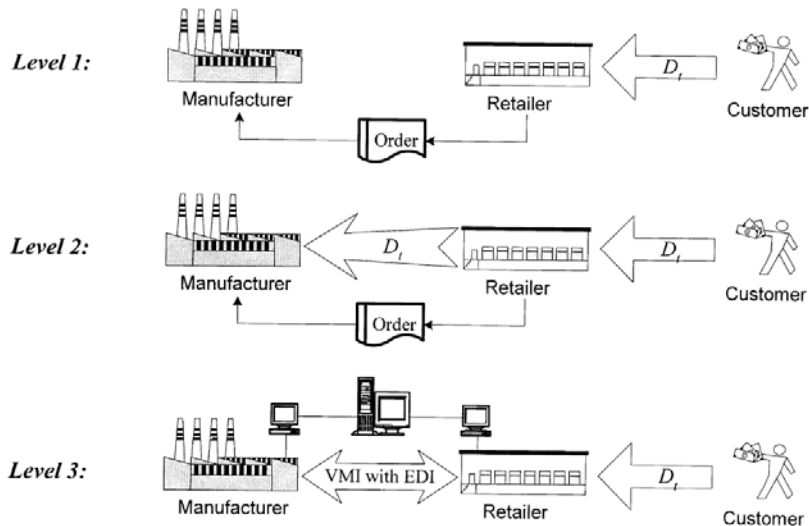 Level 1:
D_t
Manufacturer
Retailer
Customer
Order
Level 2:
D_t
D_t
Manufacturer
Retailer
Customer
Order
Level 3:
VMI with EDI
D_t
Manufacturer
Retailer
Customer